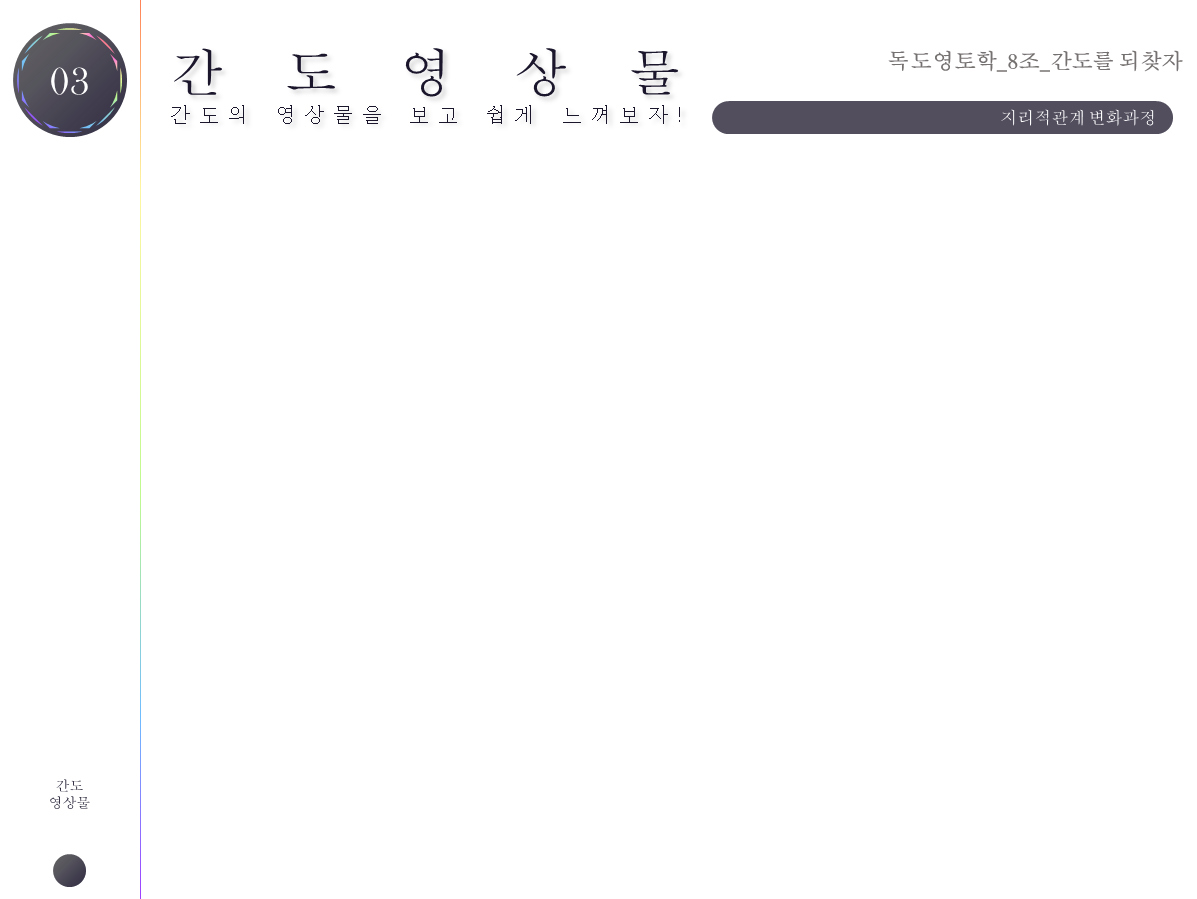 03
간도영상물
간도의 영상물을 보고 쉽게 느껴보자!
독도영토학_8조_간도를 되찾자
지리적관계 변화과정
간도
영상물